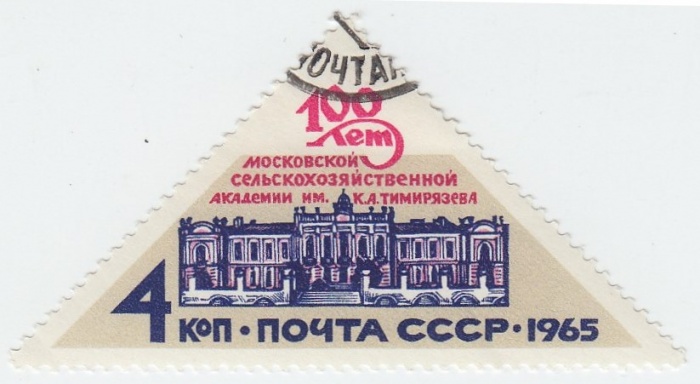 ПОЧТА
100
лет
МОСКОВСКОЙ
СЕЛЬСКОХОЗЯЙСТВЕННОЙ
АКАДЕМИИ ИМ. К.А.ТИМИРЯЗЕВА
4 КОП · ПОЧТА СССР · 1965